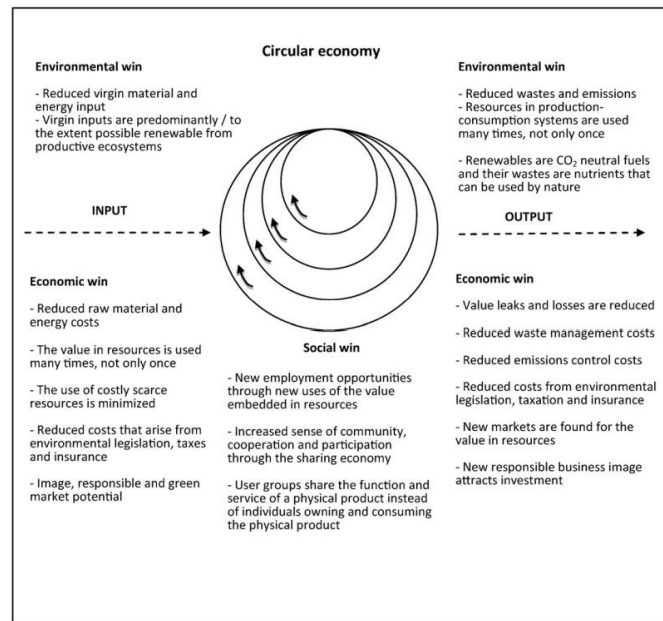 Circular economy
Environmental win
- Reduced virgin material and
energy input
- Virgin inputs are predominantly / to
the extent possible renewable from
productive ecosystems
INPUT
Economic win
- Reduced raw material and
energy costs
- The value in resources is used
many times, not only once
- The use of costly scarce
resources is minimized
- Reduced costs that arise from
environmental legislation, taxes
and insurance
- Image, responsible and green
market potential
Social win
- New employment opportunities
through new uses of the value
embedded in resources
- Increased sense of community,
cooperation and participation
through the sharing economy
- User groups share the function and
service of a physical product instead
of individuals owning and consuming
the physical product
Environmental win
- Reduced wastes and emissions
- Resources in production-
consumption systems are used
many times, not only once
- Renewables are CO₂ neutral fuels
and their wastes are nutrients that
can be used by nature
OUTPUT
Economic win
- Value leaks and losses are reduced
- Reduced waste management costs
- Reduced emissions control costs
- Reduced costs from environmental
legislation, taxation and insurance
- New markets are found for the
value in resources
- New responsible business image
attracts investment